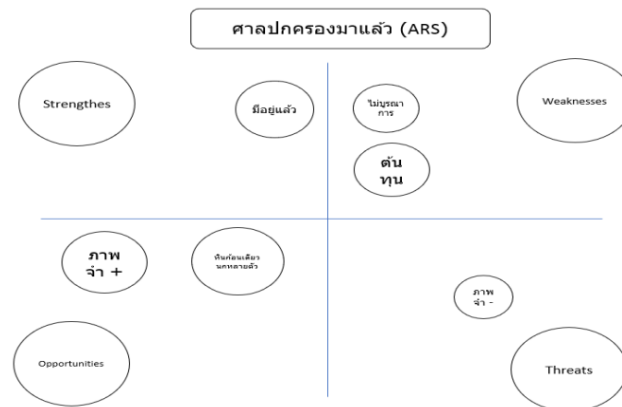 ศาลปกครองมาแล้ว (ARS)
Strengthes
มีอยู่แล้ว
ไม่บูรณา
การ
Weaknesses
ต้น
ทุน
ภาพ
จำ +
หินก้อนเดียว
นกหลายตัว
ภาพ
จำ -
Opportunities
Threats